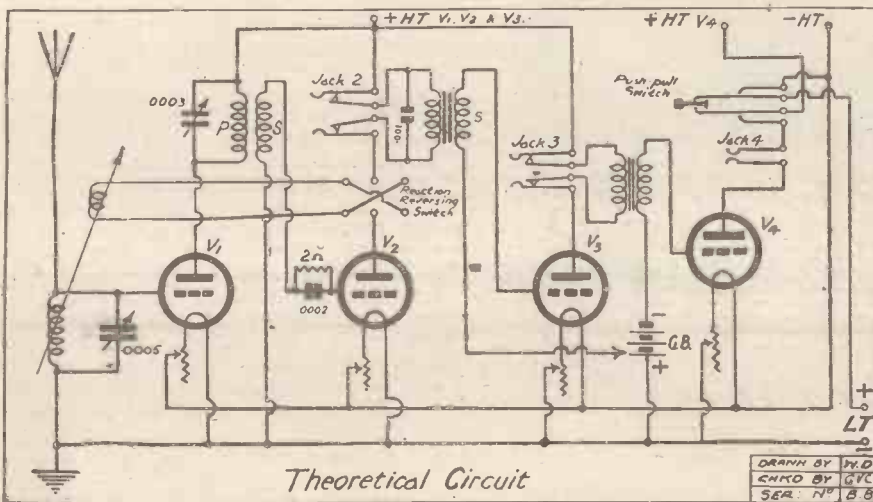 + HT V1. V2 & V3.
+ HT V4
- HT
Jack 2
Push-pull
Switch
.0003
P
S
.001
S
Jack 3
Jack 4
Reaction
Reversing
Switch
V1
V2
V3
V4
2Ω
.0002
.0005
-
G.B.
+
+
LT
-
Theoretical Circuit
DRAWN BY W.D
CHKD BY GVC
SER. Nº B.B